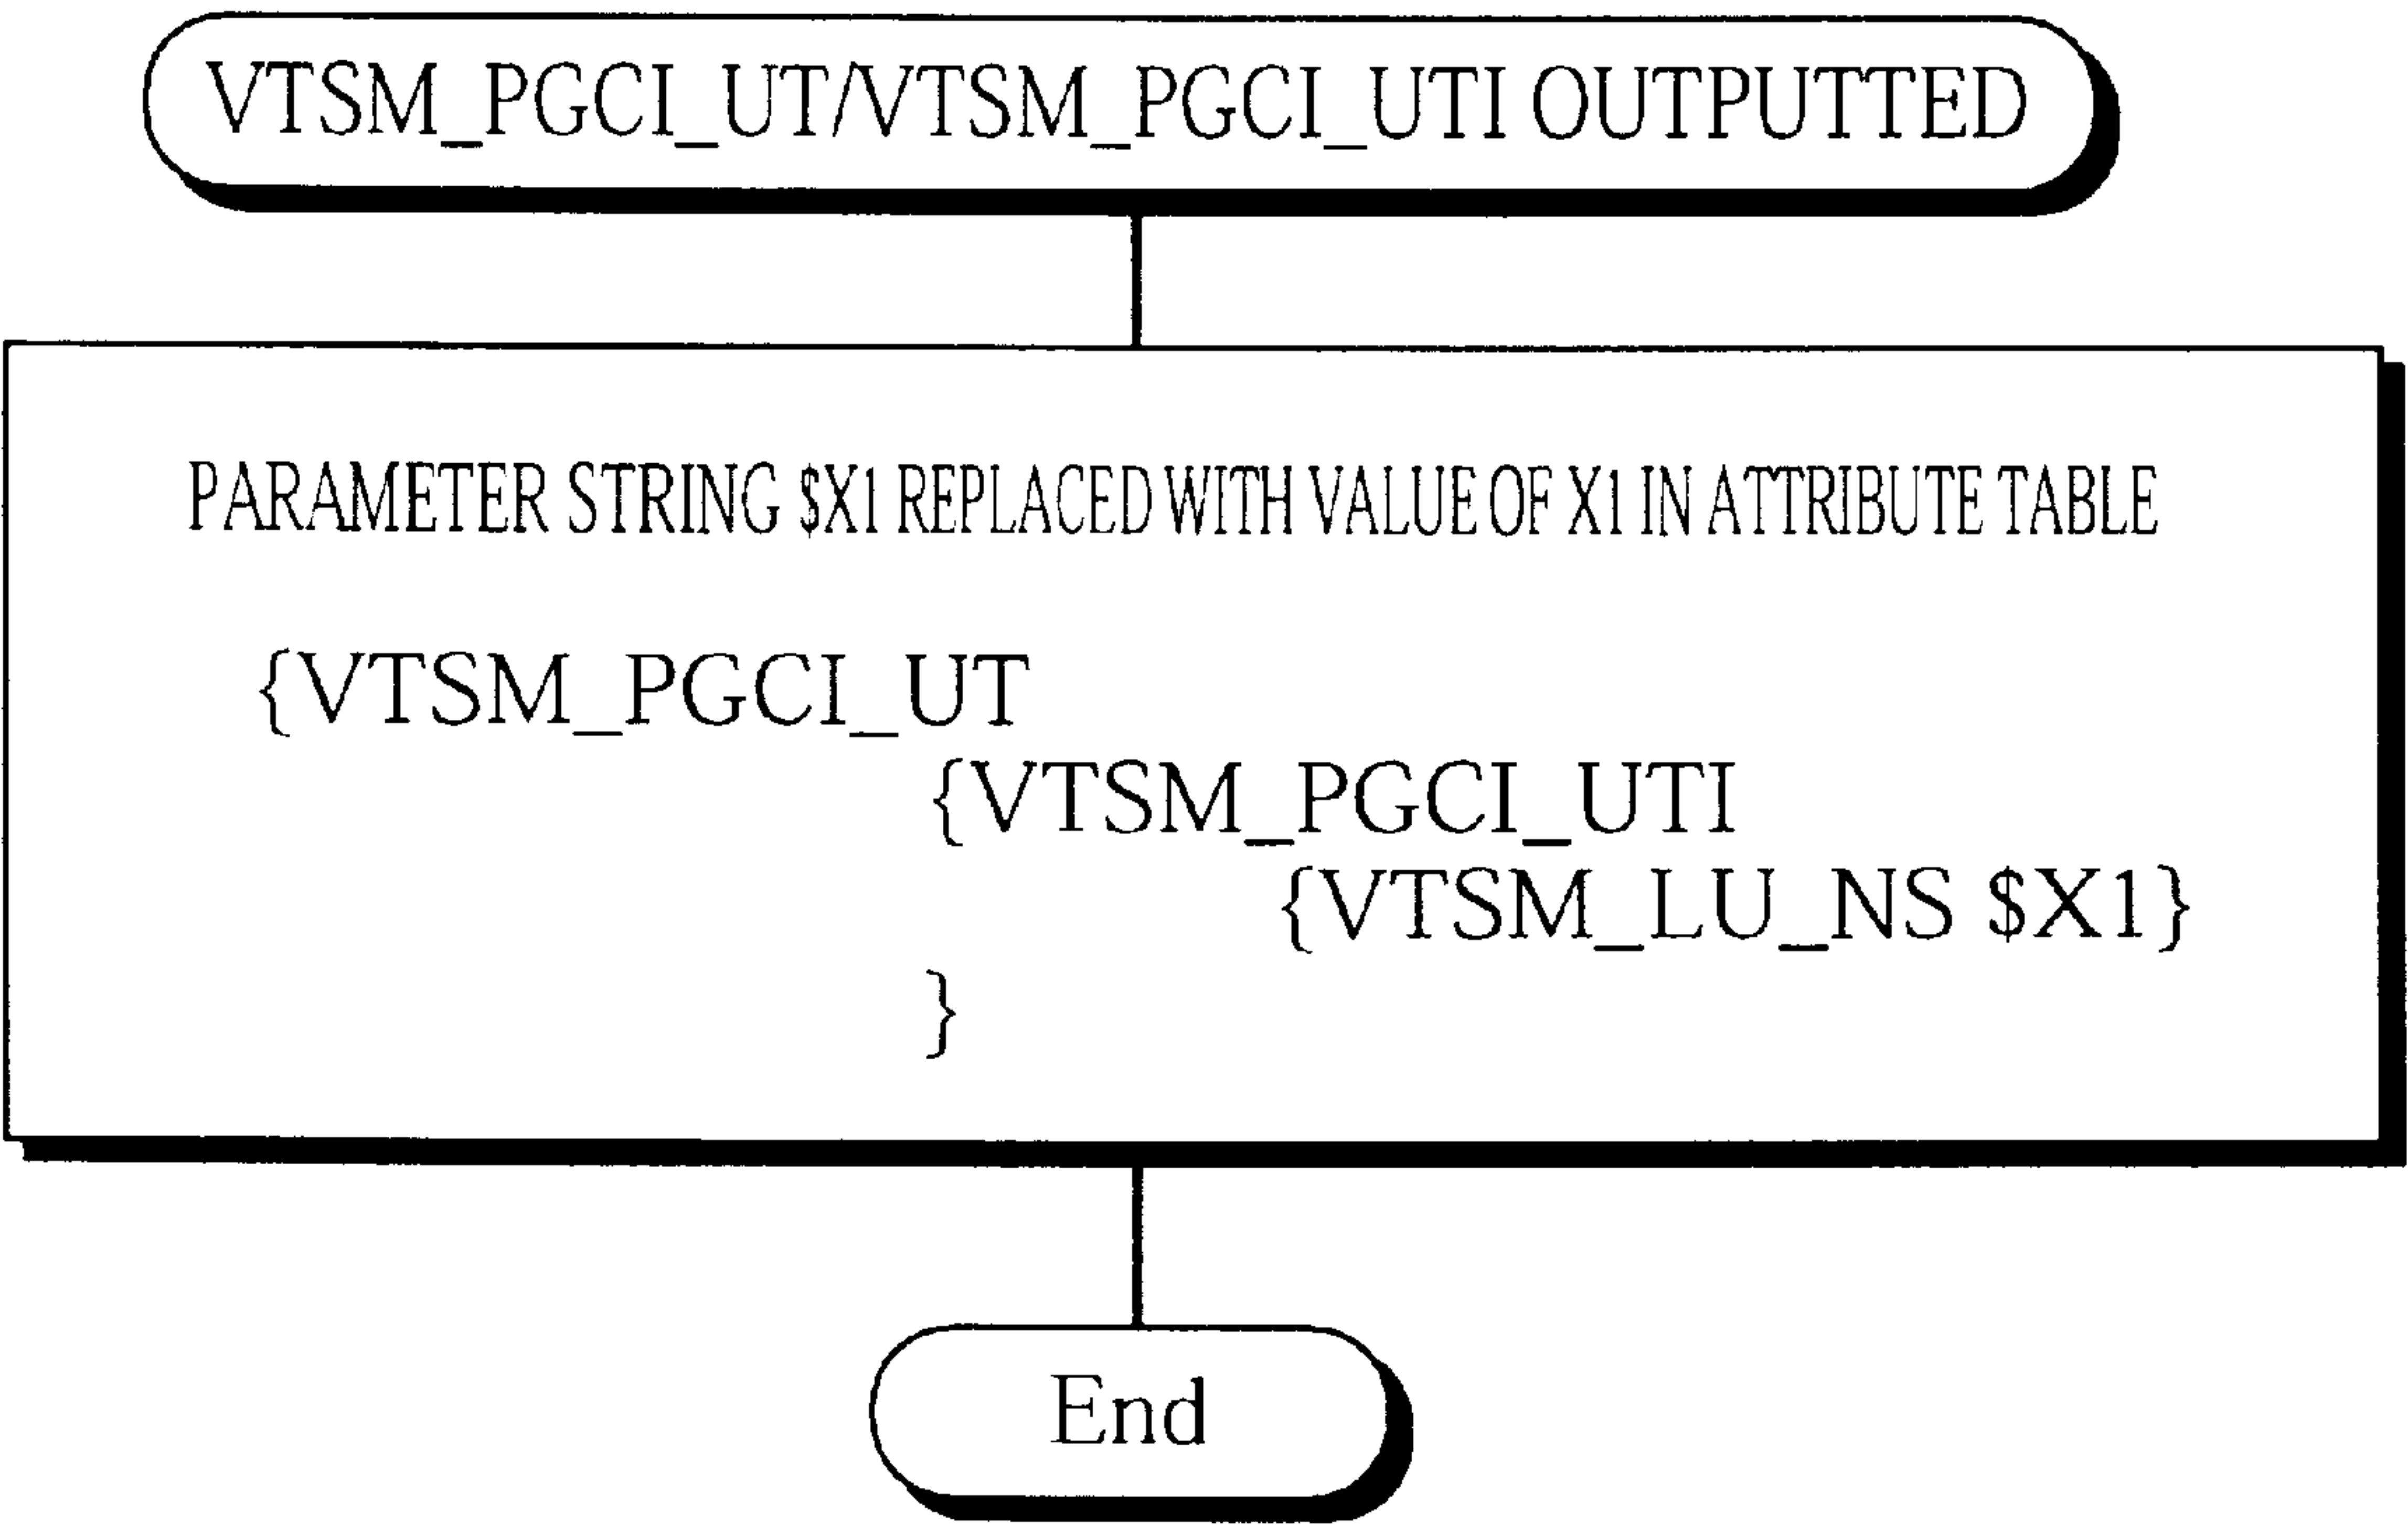 VTSM_PGCI_UT/VTSM_PGCI_UTI OUTPUTTED
PARAMETER STRING $X1 REPLACED WITH VALUE OF X1 IN ATTRIBUTE TABLE
{VTSM_PGCI_UT
{VTSM_PGCI_UTI
{VTSM_LU_NS $X1}
}
End